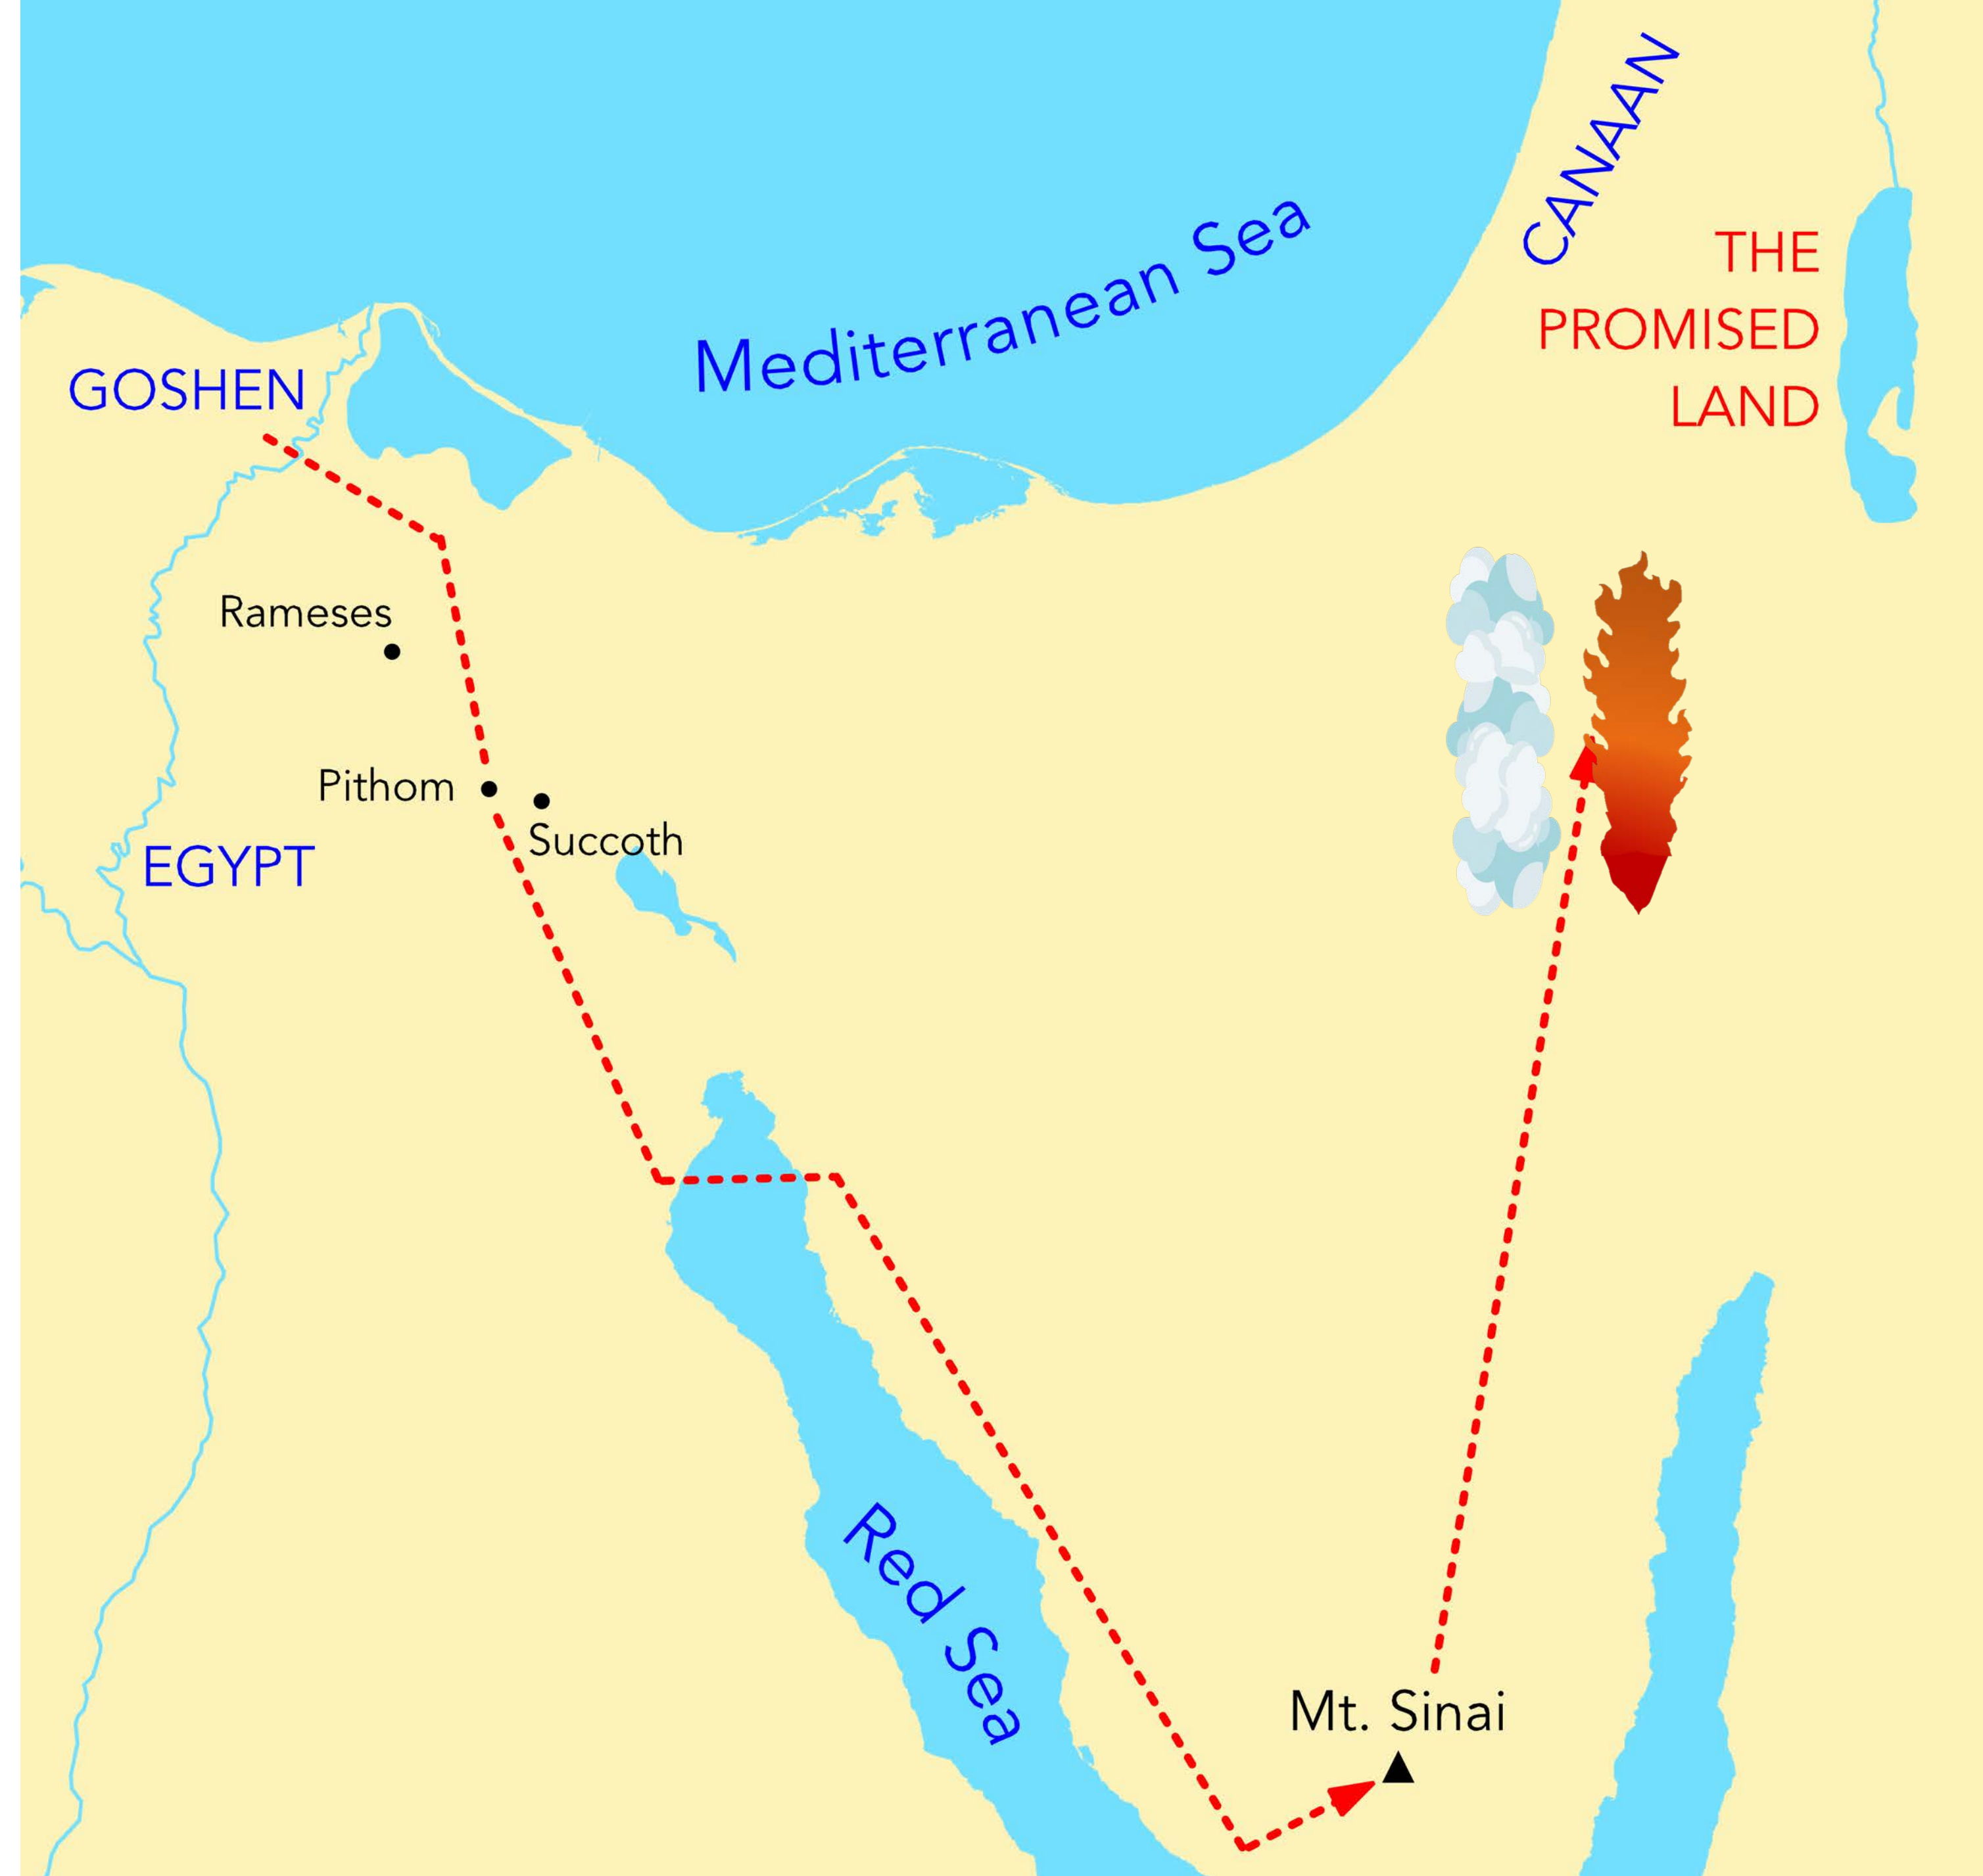 CANAAN
THE
PROMISED
LAND
Mediterranean Sea
GOSHEN
Rameses
Pithom
Succoth
EGYPT
Red Sea
Mt. Sinai